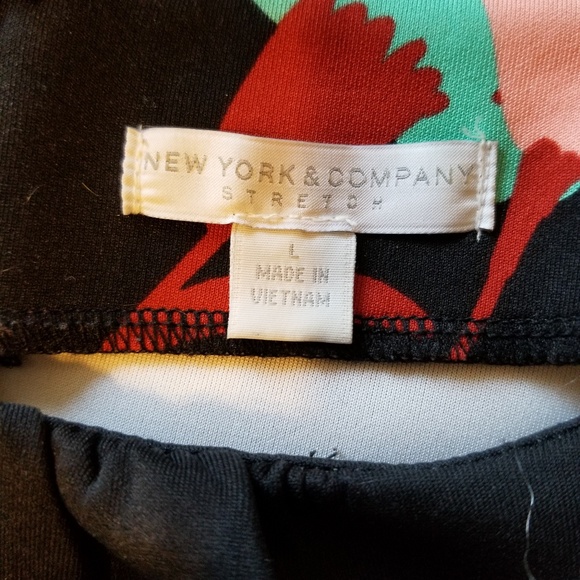 NEW YORK & COMPANY
STRETCH
L
MADE IN
VIETNAM